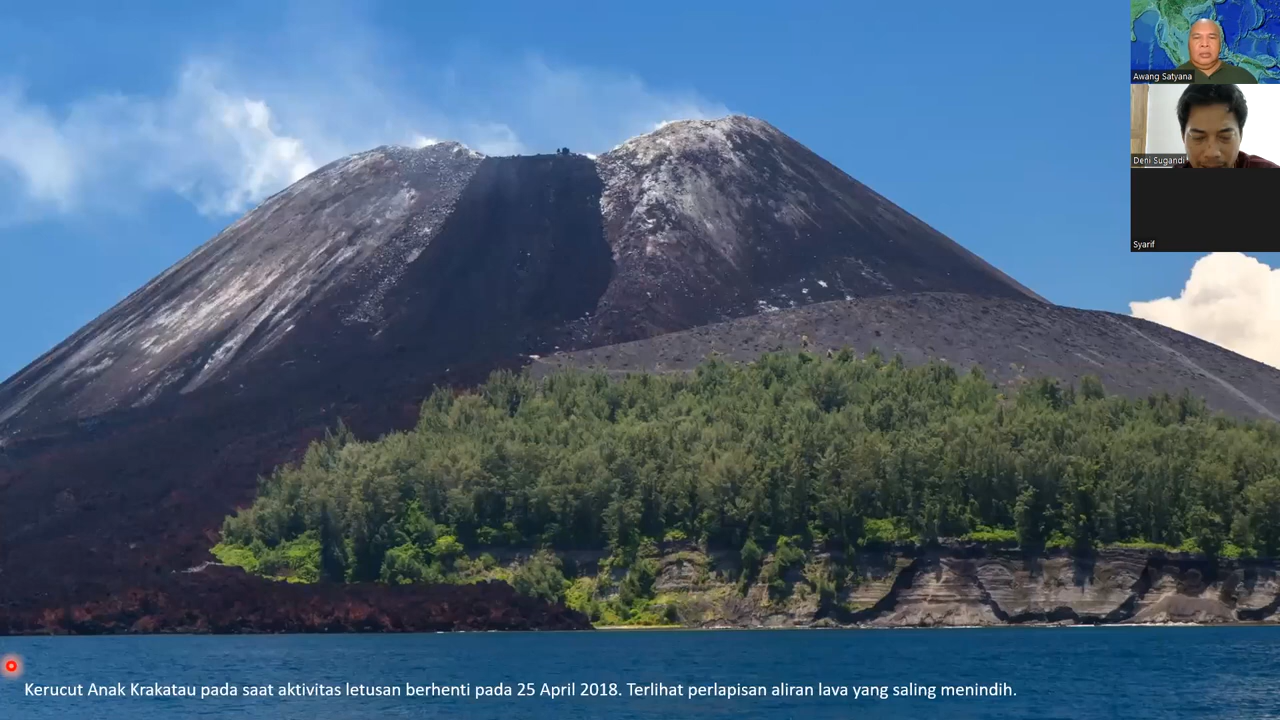 Awang Satyana
Deni Sugandi
Syarif
Kerucut Anak Krakatau pada saat aktivitas letusan berhenti pada 25 April 2018. Terlihat perlapisan aliran lava yang saling menindih.